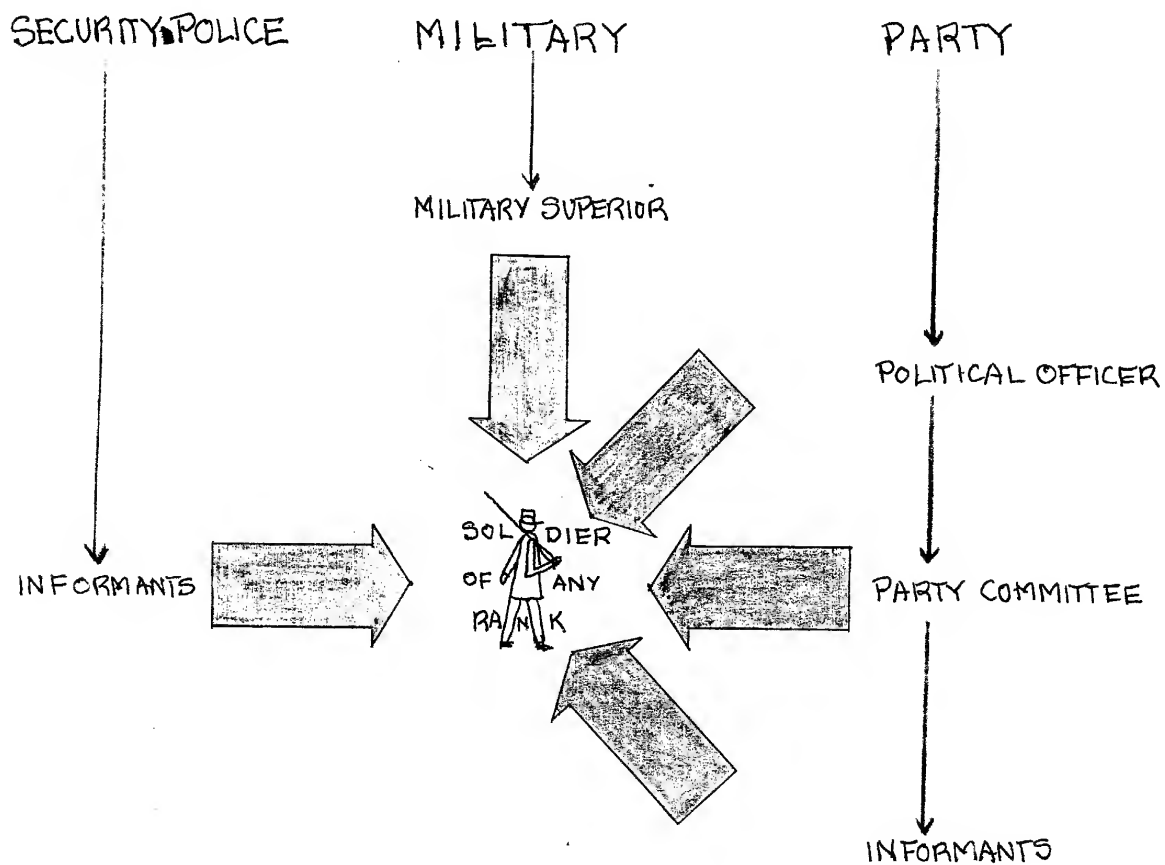 SECURITY POLICE
MILITARY
PARTY
MILITARY SUPERIOR
POLITICAL OFFICER
SOLDIER
OF ANY
RANK
INFORMANTS
PARTY COMMITTEE
INFORMANTS